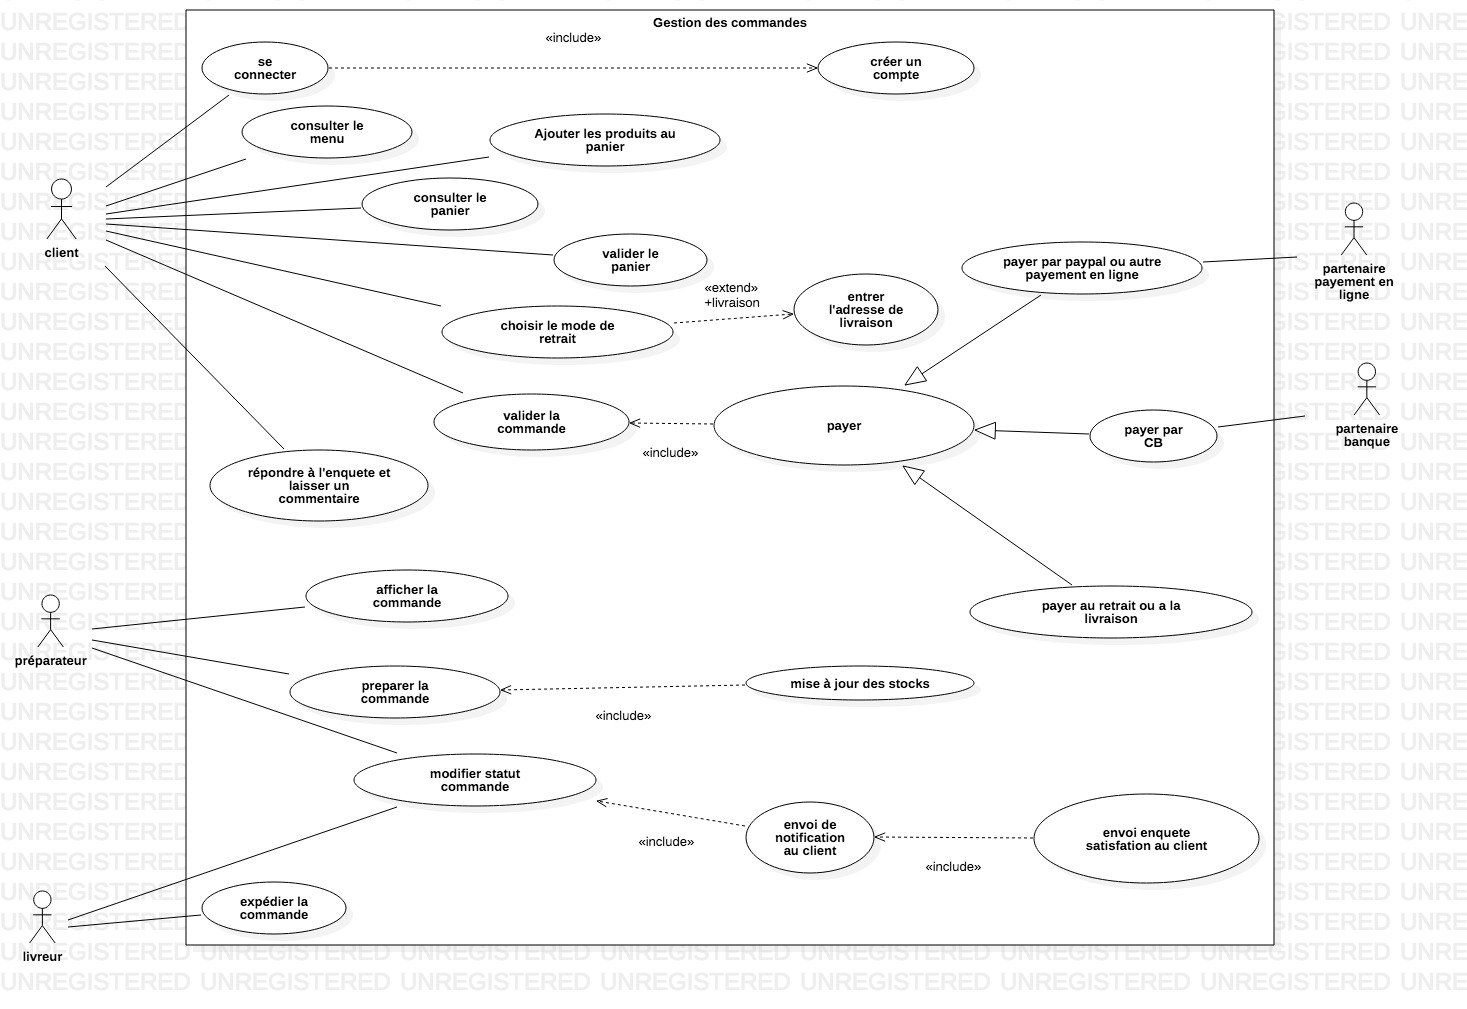 Gestion des commandes
«include»
se
connecter
créer un
compte
consulter le
menu
Ajouter les produits au
panier
consulter le
panier
client
valider le
panier
payer par paypal ou autre
payement en ligne
partenaire
payement en
ligne
«extend»
+livraison
entrer
l'adresse de
livraison
choisir le mode de
retrait
valider la
commande
«include»
payer
payer par
CB
partenaire
banque
répondre à l'enquete et
laisser un
commentaire
afficher la
commande
payer au retrait ou a la
livraison
préparateur
preparer la
commande
mise à jour des stocks
«include»
modifier statut
commande
«include»
envoi de
notification
au client
«include»
envoi enquete
satisfation au client
expédier la
commande
livreur
UNREGISTERED UNREGISTERED UNREGISTERED UNREGISTERED UNREGISTERED UNREGISTERED UNREGISTERED